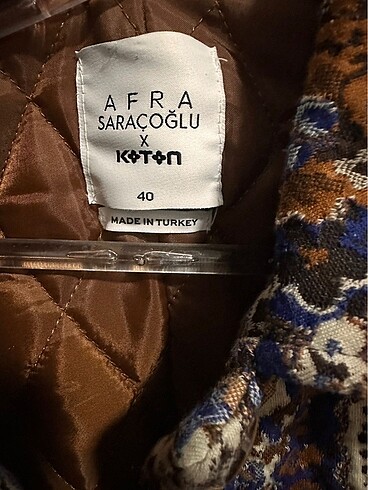 AFRA
SARAÇOĞLU
X
KOTON
40
MADE IN TURKEY